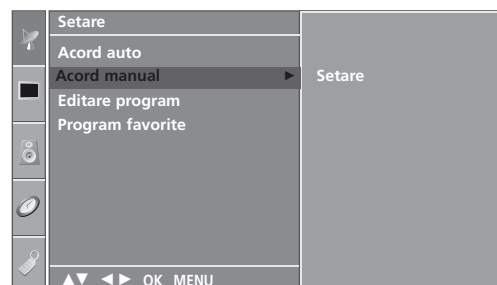 Setare
Acord auto
Acord manual ► Setare
Editare program
Program favorite
▲▼ ◄► OK MENU